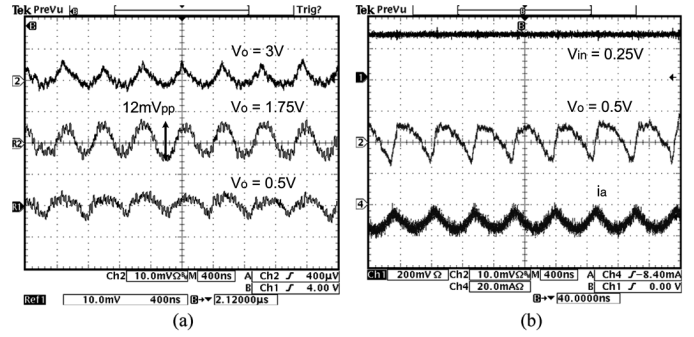 Tek PreVu Trig?
B
Vo = 3V
2
12mVpp Vo = 1.75V
R2
Vo = 0.5V
R1
Ch2 10.0mVΩ% M 400ns A Ch2 ∫ 400µV
B Ch1 ∫ 4.00 V
Ref1 10.0mV 400ns B→▼ 2.12000µs
(a)
Tek PreVu
B
Vin = 0.25V
1
Vo = 0.5V
2
ia
4
Ch1 200mV Ω Ch2 10.0mVΩ% M 400ns A Ch4 ∫ -8.40mA
Ch4 20.0mAΩ B Ch1 ∫ 0.00 V
B→▼ 40.0000ns
(b)